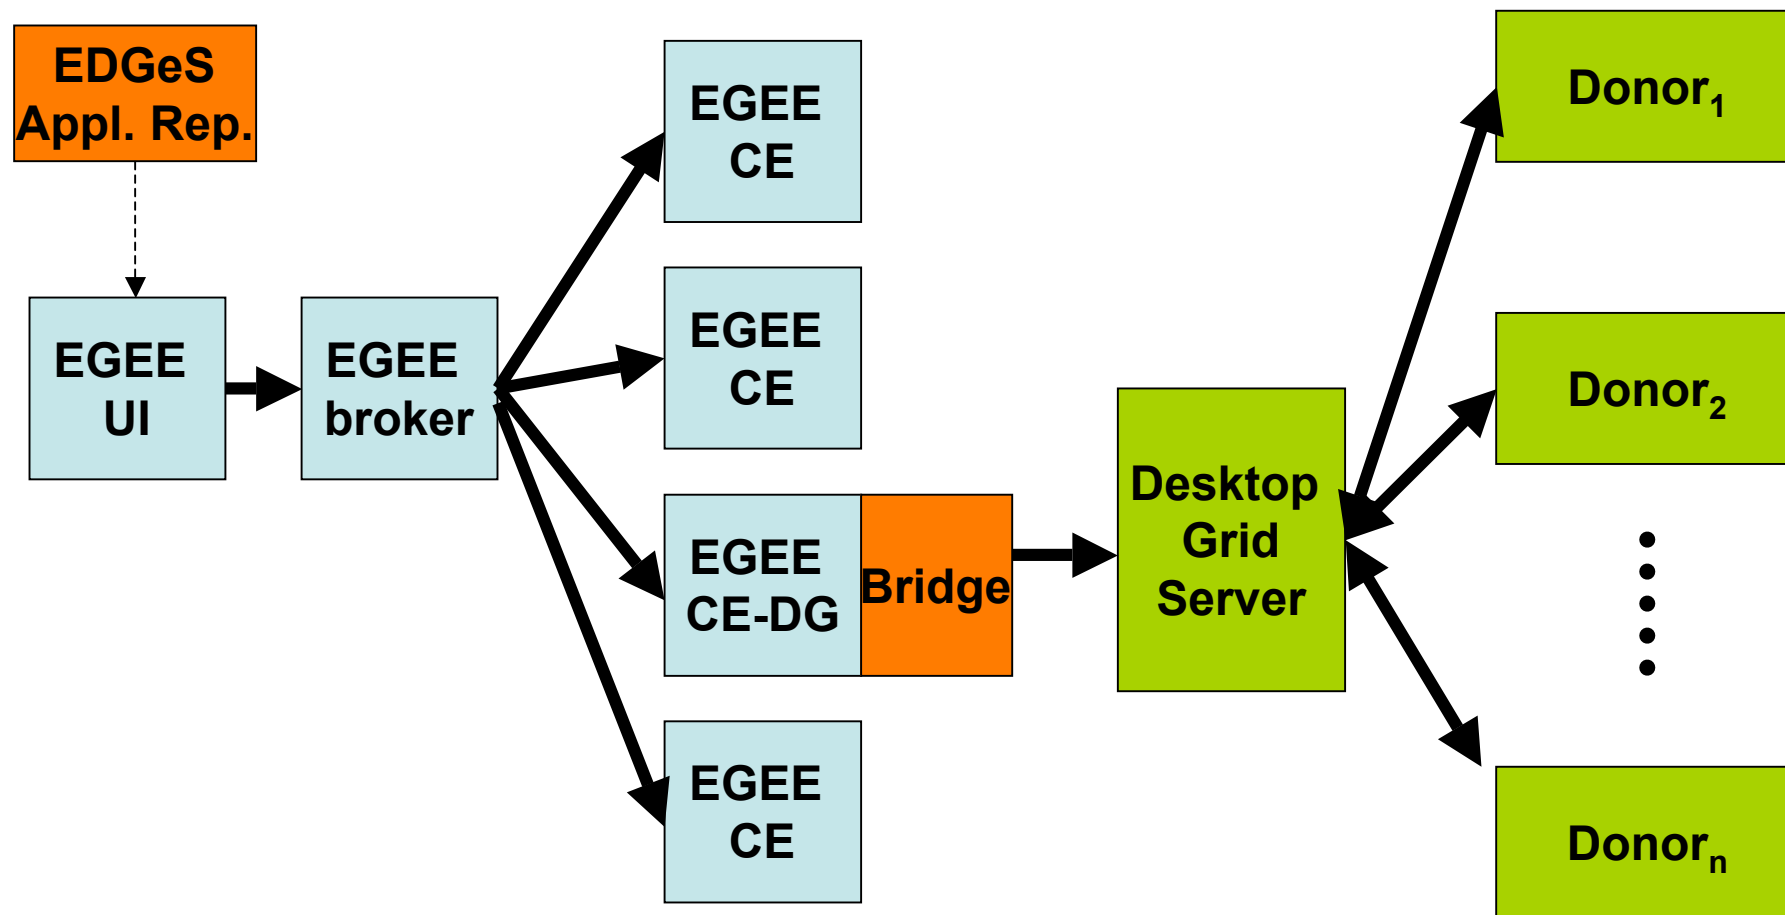 EDGeS
Appl. Rep.
EGEE
UI
EGEE
broker
EGEE
CE
EGEE
CE
EGEE
CE-DG
Bridge
EGEE
CE
Desktop
Grid
Server
Donor₁
Donor₂
Donorₙ